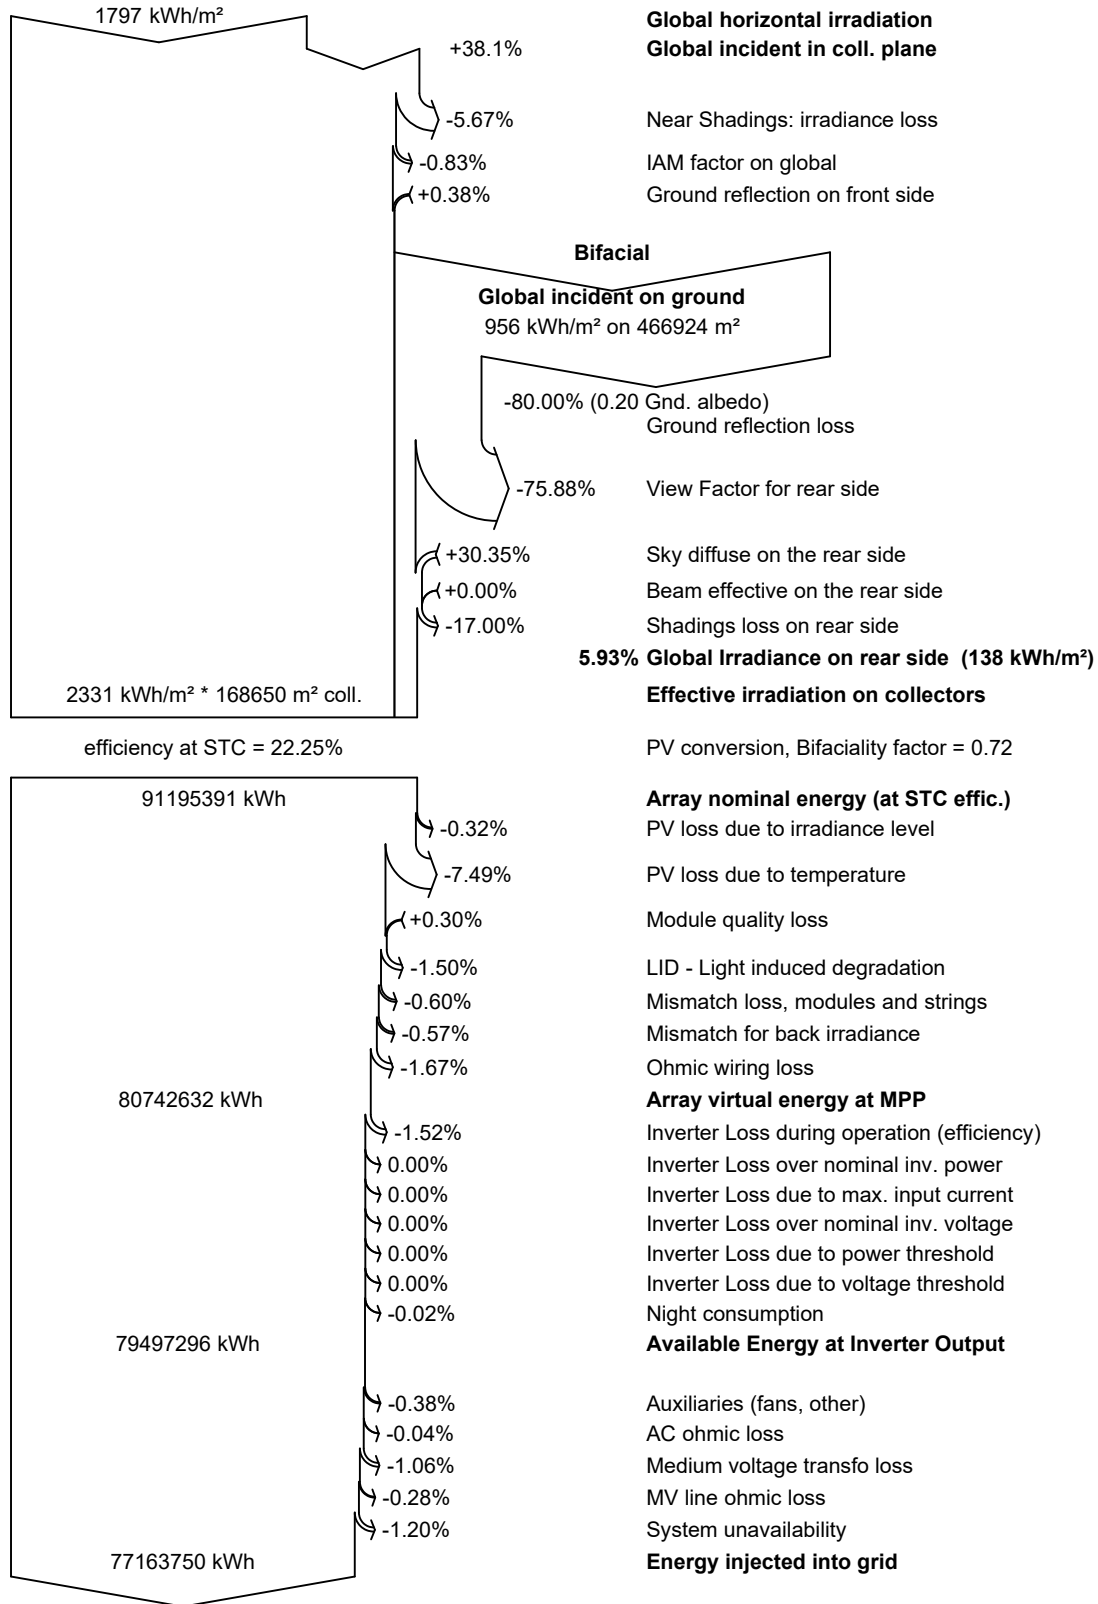 1797 kWh/m² Global horizontal irradiation
+38.1% Global incident in coll. plane
-5.67% Near Shadings: irradiance loss
-0.83% IAM factor on global
+0.38% Ground reflection on front side
Bifacial
Global incident on ground
956 kWh/m² on 466924 m²
-80.00% (0.20 Gnd. albedo)
Ground reflection loss
-75.88% View Factor for rear side
+30.35% Sky diffuse on the rear side
+0.00% Beam effective on the rear side
-17.00% Shadings loss on rear side
5.93% Global Irradiance on rear side (138 kWh/m²)
2331 kWh/m² * 168650 m² coll. Effective irradiation on collectors
efficiency at STC = 22.25% PV conversion, Bifaciality factor = 0.72
91195391 kWh Array nominal energy (at STC effic.)
-0.32% PV loss due to irradiance level
-7.49% PV loss due to temperature
+0.30% Module quality loss
-1.50% LID - Light induced degradation
-0.60% Mismatch loss, modules and strings
-0.57% Mismatch for back irradiance
-1.67% Ohmic wiring loss
80742632 kWh Array virtual energy at MPP
-1.52% Inverter Loss during operation (efficiency)
0.00% Inverter Loss over nominal inv. power
0.00% Inverter Loss due to max. input current
0.00% Inverter Loss over nominal inv. voltage
0.00% Inverter Loss due to power threshold
0.00% Inverter Loss due to voltage threshold
-0.02% Night consumption
79497296 kWh Available Energy at Inverter Output
-0.38% Auxiliaries (fans, other)
-0.04% AC ohmic loss
-1.06% Medium voltage transfo loss
-0.28% MV line ohmic loss
-1.20% System unavailability
77163750 kWh Energy injected into grid